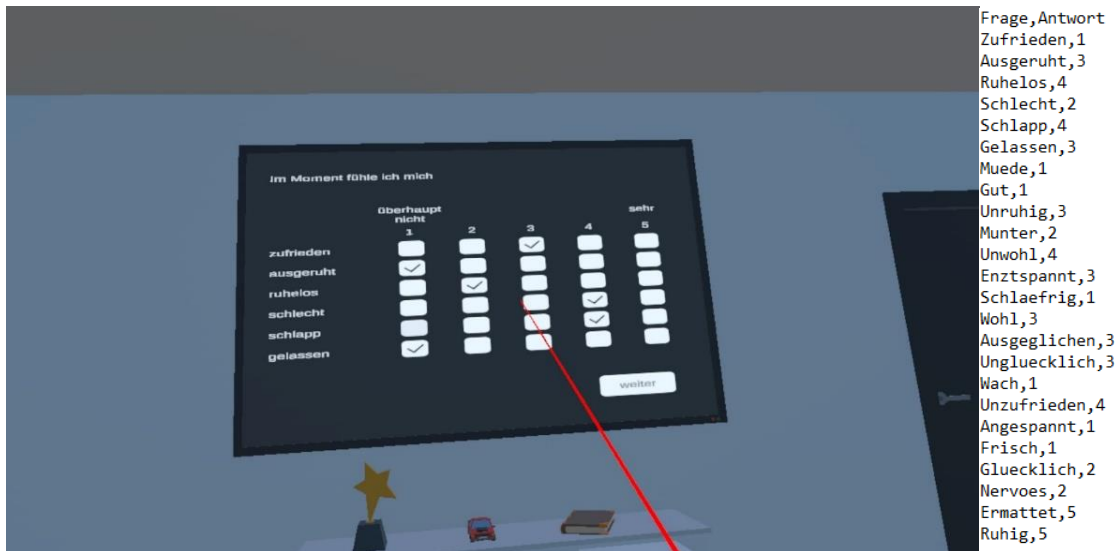 Im Moment fühle ich mich
überhaupt nicht
sehr
1 2 3 4 5
zufrieden
ausgeruht
ruhelos
schlecht
schlapp
gelassen
weiter
Frage,Antwort
Zufrieden,1
Ausgeruht,3
Ruhelos,4
Schlecht,2
Schlapp,4
Gelassen,3
Muede,1
Gut,1
Unruhig,3
Munter,2
Unwohl,4
Enztspannt,3
Schlaefrig,1
Wohl,3
Ausgeglichen,3
Ungluecklich,3
Wach,1
Unzufrieden,4
Angespannt,1
Frisch,1
Gluecklich,2
Nervoes,2
Ermattet,5
Ruhig,5